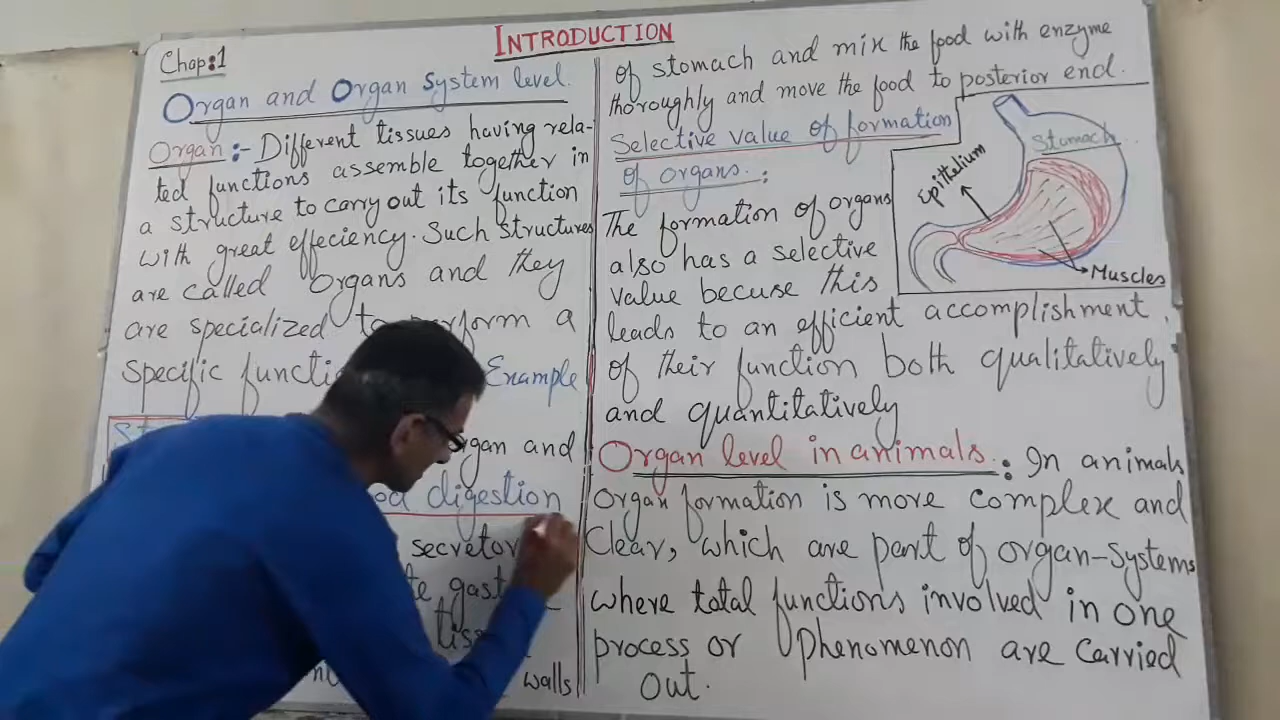 INTRODUCTION
Chap:1
Organ and Organ System level.
Organ :- Different tissues having rela-
ted functions assemble together in
a structure to carry out its function
with great effeciency. Such structures
are called Organs and they
are specialized to perform a
specific Example
organ and
digestion
gast
walls
of stomach and mix the food with enzyme
thoroughly and move the food to posterior end.
Selective value of formation
of organs. :
The formation of organs
also has a selective
value becuse this
leads to an efficient accomplishment,
of their function both qualitatively
and quantitatively
Organ level in animals. : In animals
Organ formation is more complex and
Clear, which are part of organ-systems
where total functions involved in one
process or phenomenon are carried
Out.
Stomach
Epithelium
Muscles